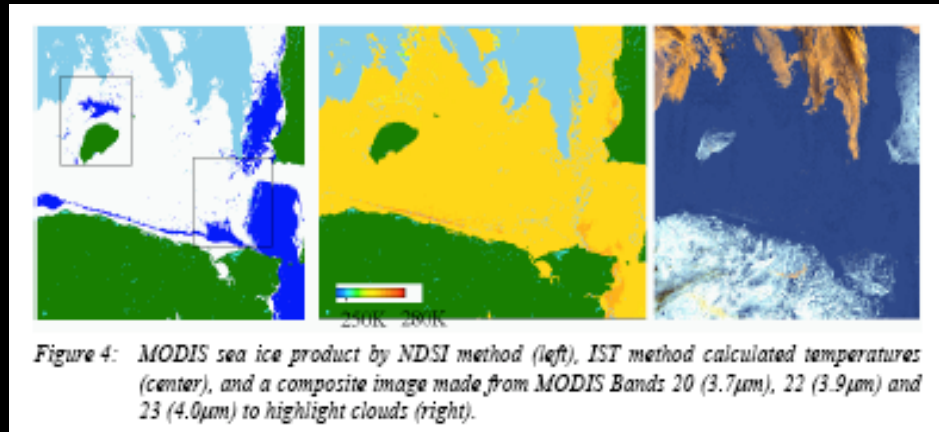 250K 280K
Figure 4: MODIS sea ice product by NDSI method (left), IST method calculated temperatures
(center), and a composite image made from MODIS Bands 20 (3.7μm), 22 (3.9μm) and
23 (4.0μm) to highlight clouds (right).